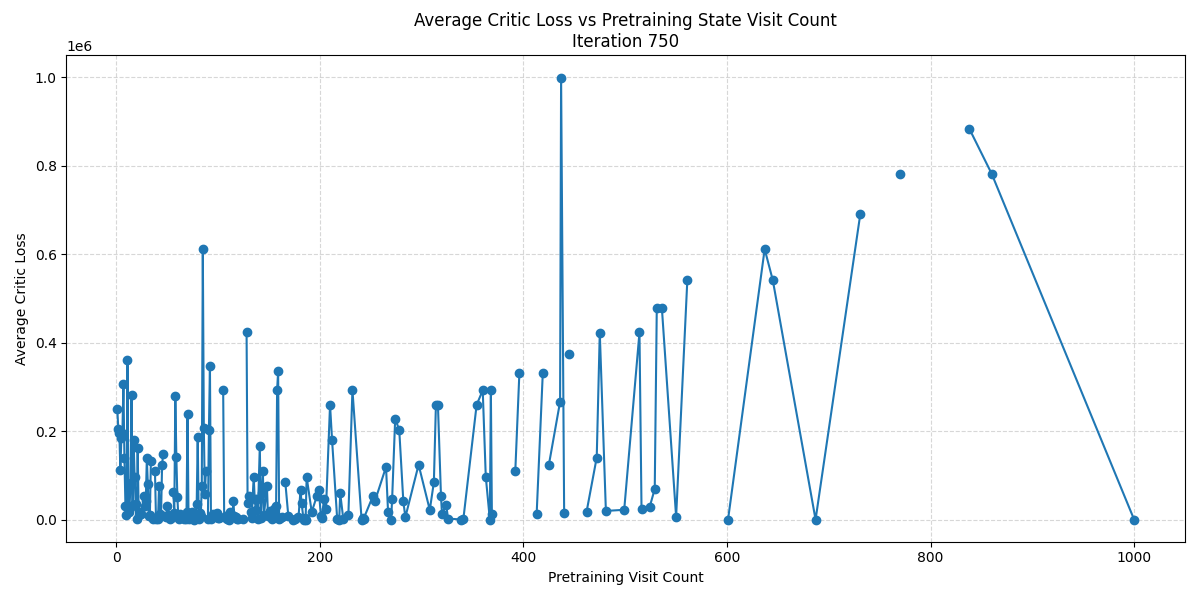 Average Critic Loss vs Pretraining State Visit Count
Iteration 750
1e6
1.0
0.8
0.6
0.4
0.2
0.0
Average Critic Loss
0 200 400 600 800 1000
Pretraining Visit Count